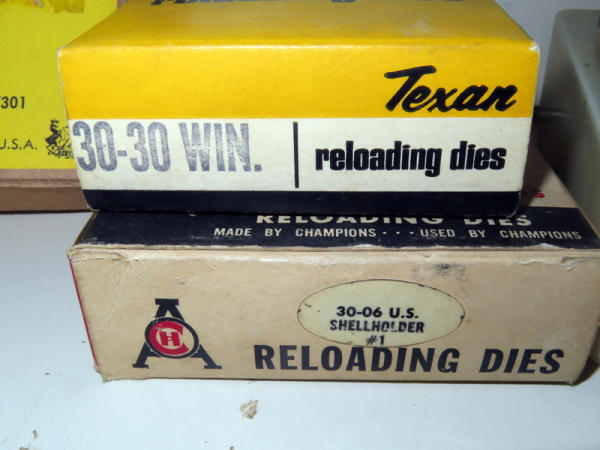 301
U.S.A.
Texan
30-30 WIN.
reloading dies
RELOADING DIES
MADE BY CHAMPIONS · · · USED BY CHAMPIONS
30-06 U.S.
SHELLHOLDER
#1
CH
RELOADING DIES